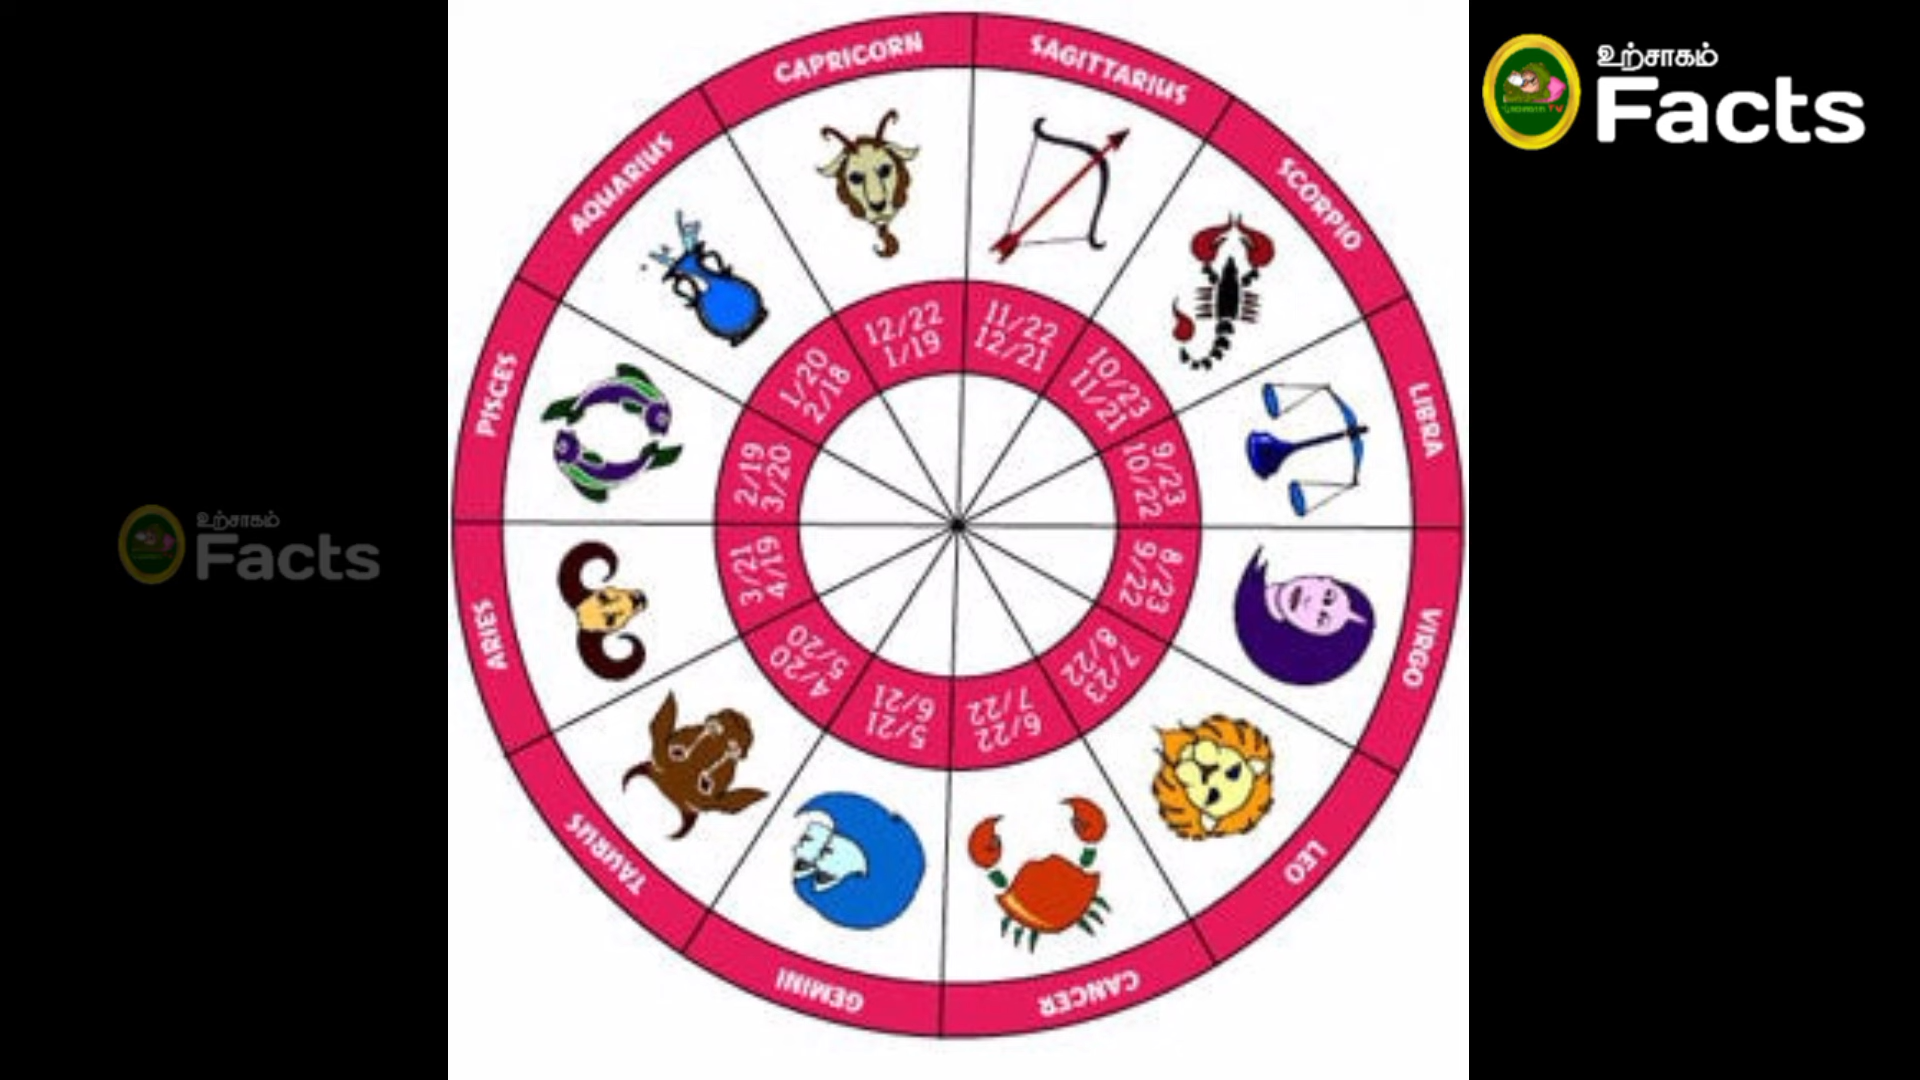 உற்சாகம்
Facts
CAPRICORN
SAGITTARIUS
SCORPIO
LIBRA
VIRGO
LEO
CANCER
GEMINI
TAURUS
ARIES
PISCES
AQUARIUS
12/22
1/19
11/22
12/21
10/23
11/21
9/23
10/22
8/23
9/22
7/23
8/22
6/22
7/22
5/21
6/21
4/20
5/20
3/21
4/19
2/19
3/20
1/20
2/18
உற்சாகம்
Facts